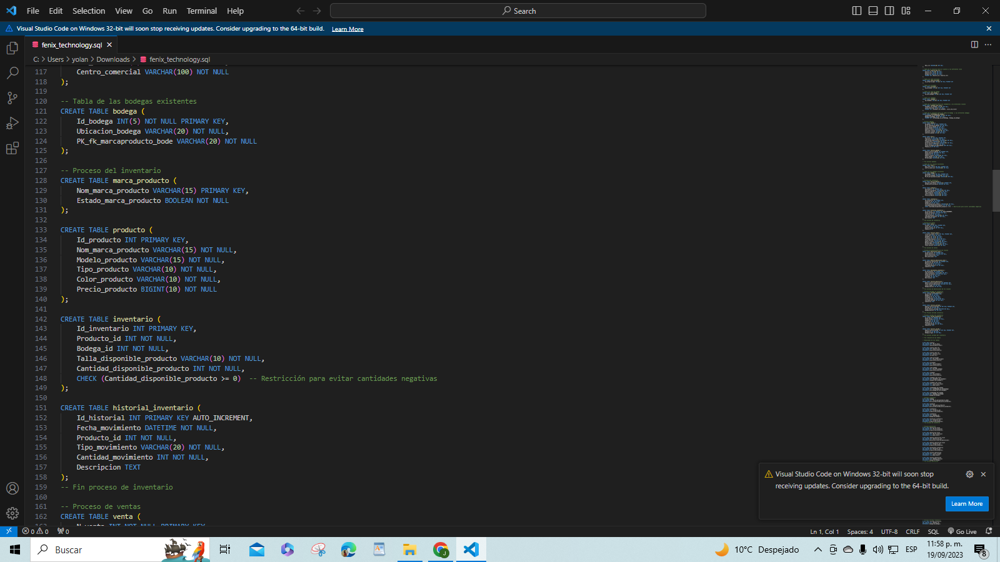 File Edit Selection View Go Run Terminal Help
Search
Visual Studio Code on Windows 32-bit will soon stop receiving updates. Consider upgrading to the 64-bit build. Learn More
fenix_technology.sql
C: > Users > yolan > Downloads > fenix_technology.sql
117 Centro_comercial VARCHAR(100) NOT NULL
118 );
119
120 -- Tabla de las bodegas existentes
121 CREATE TABLE bodega (
122 Id_bodega INT(5) NOT NULL PRIMARY KEY,
123 Ubicacion_bodega VARCHAR(20) NOT NULL,
124 PK_fk_marcaproducto_bode VARCHAR(20) NOT NULL
125 );
126
127 -- Proceso del inventario
128 CREATE TABLE marca_producto (
129 Nom_marca_producto VARCHAR(15) PRIMARY KEY,
130 Estado_marca_producto BOOLEAN NOT NULL
131 );
132
133 CREATE TABLE producto (
134 Id_producto INT PRIMARY KEY,
135 Nom_marca_producto VARCHAR(15) NOT NULL,
136 Modelo_producto VARCHAR(15) NOT NULL,
137 Tipo_producto VARCHAR(10) NOT NULL,
138 Color_producto VARCHAR(10) NOT NULL,
139 Precio_producto BIGINT(10) NOT NULL
140 );
141
142 CREATE TABLE inventario (
143 Id_inventario INT PRIMARY KEY,
144 Producto_id INT NOT NULL,
145 Bodega_id INT NOT NULL,
146 Talla_disponible_producto VARCHAR(10) NOT NULL,
147 Cantidad_disponible_producto INT NOT NULL,
148 CHECK (Cantidad_disponible_producto >= 0) -- Restricción para evitar cantidades negativas
149 );
150
151 CREATE TABLE historial_inventario (
152 Id_historial INT PRIMARY KEY AUTO_INCREMENT,
153 Fecha_movimiento DATETIME NOT NULL,
154 Producto_id INT NOT NULL,
155 Tipo_movimiento VARCHAR(20) NOT NULL,
156 Cantidad_movimiento INT NOT NULL,
157 Descripcion TEXT
158 );
159 -- Fin proceso de inventario
160
161 -- Proceso de ventas
162 CREATE TABLE venta (
163 N_venta INT NOT NULL PRIMARY KEY
Visual Studio Code on Windows 32-bit will soon stop
receiving updates. Consider upgrading to the 64-bit build.
Learn More
0 0 0
Ln 1, Col 1 Spaces: 4 UTF-8 CRLF SQL Go Live
Buscar
10°C Despejado
ESP
11:58 p. m.
19/09/2023
8